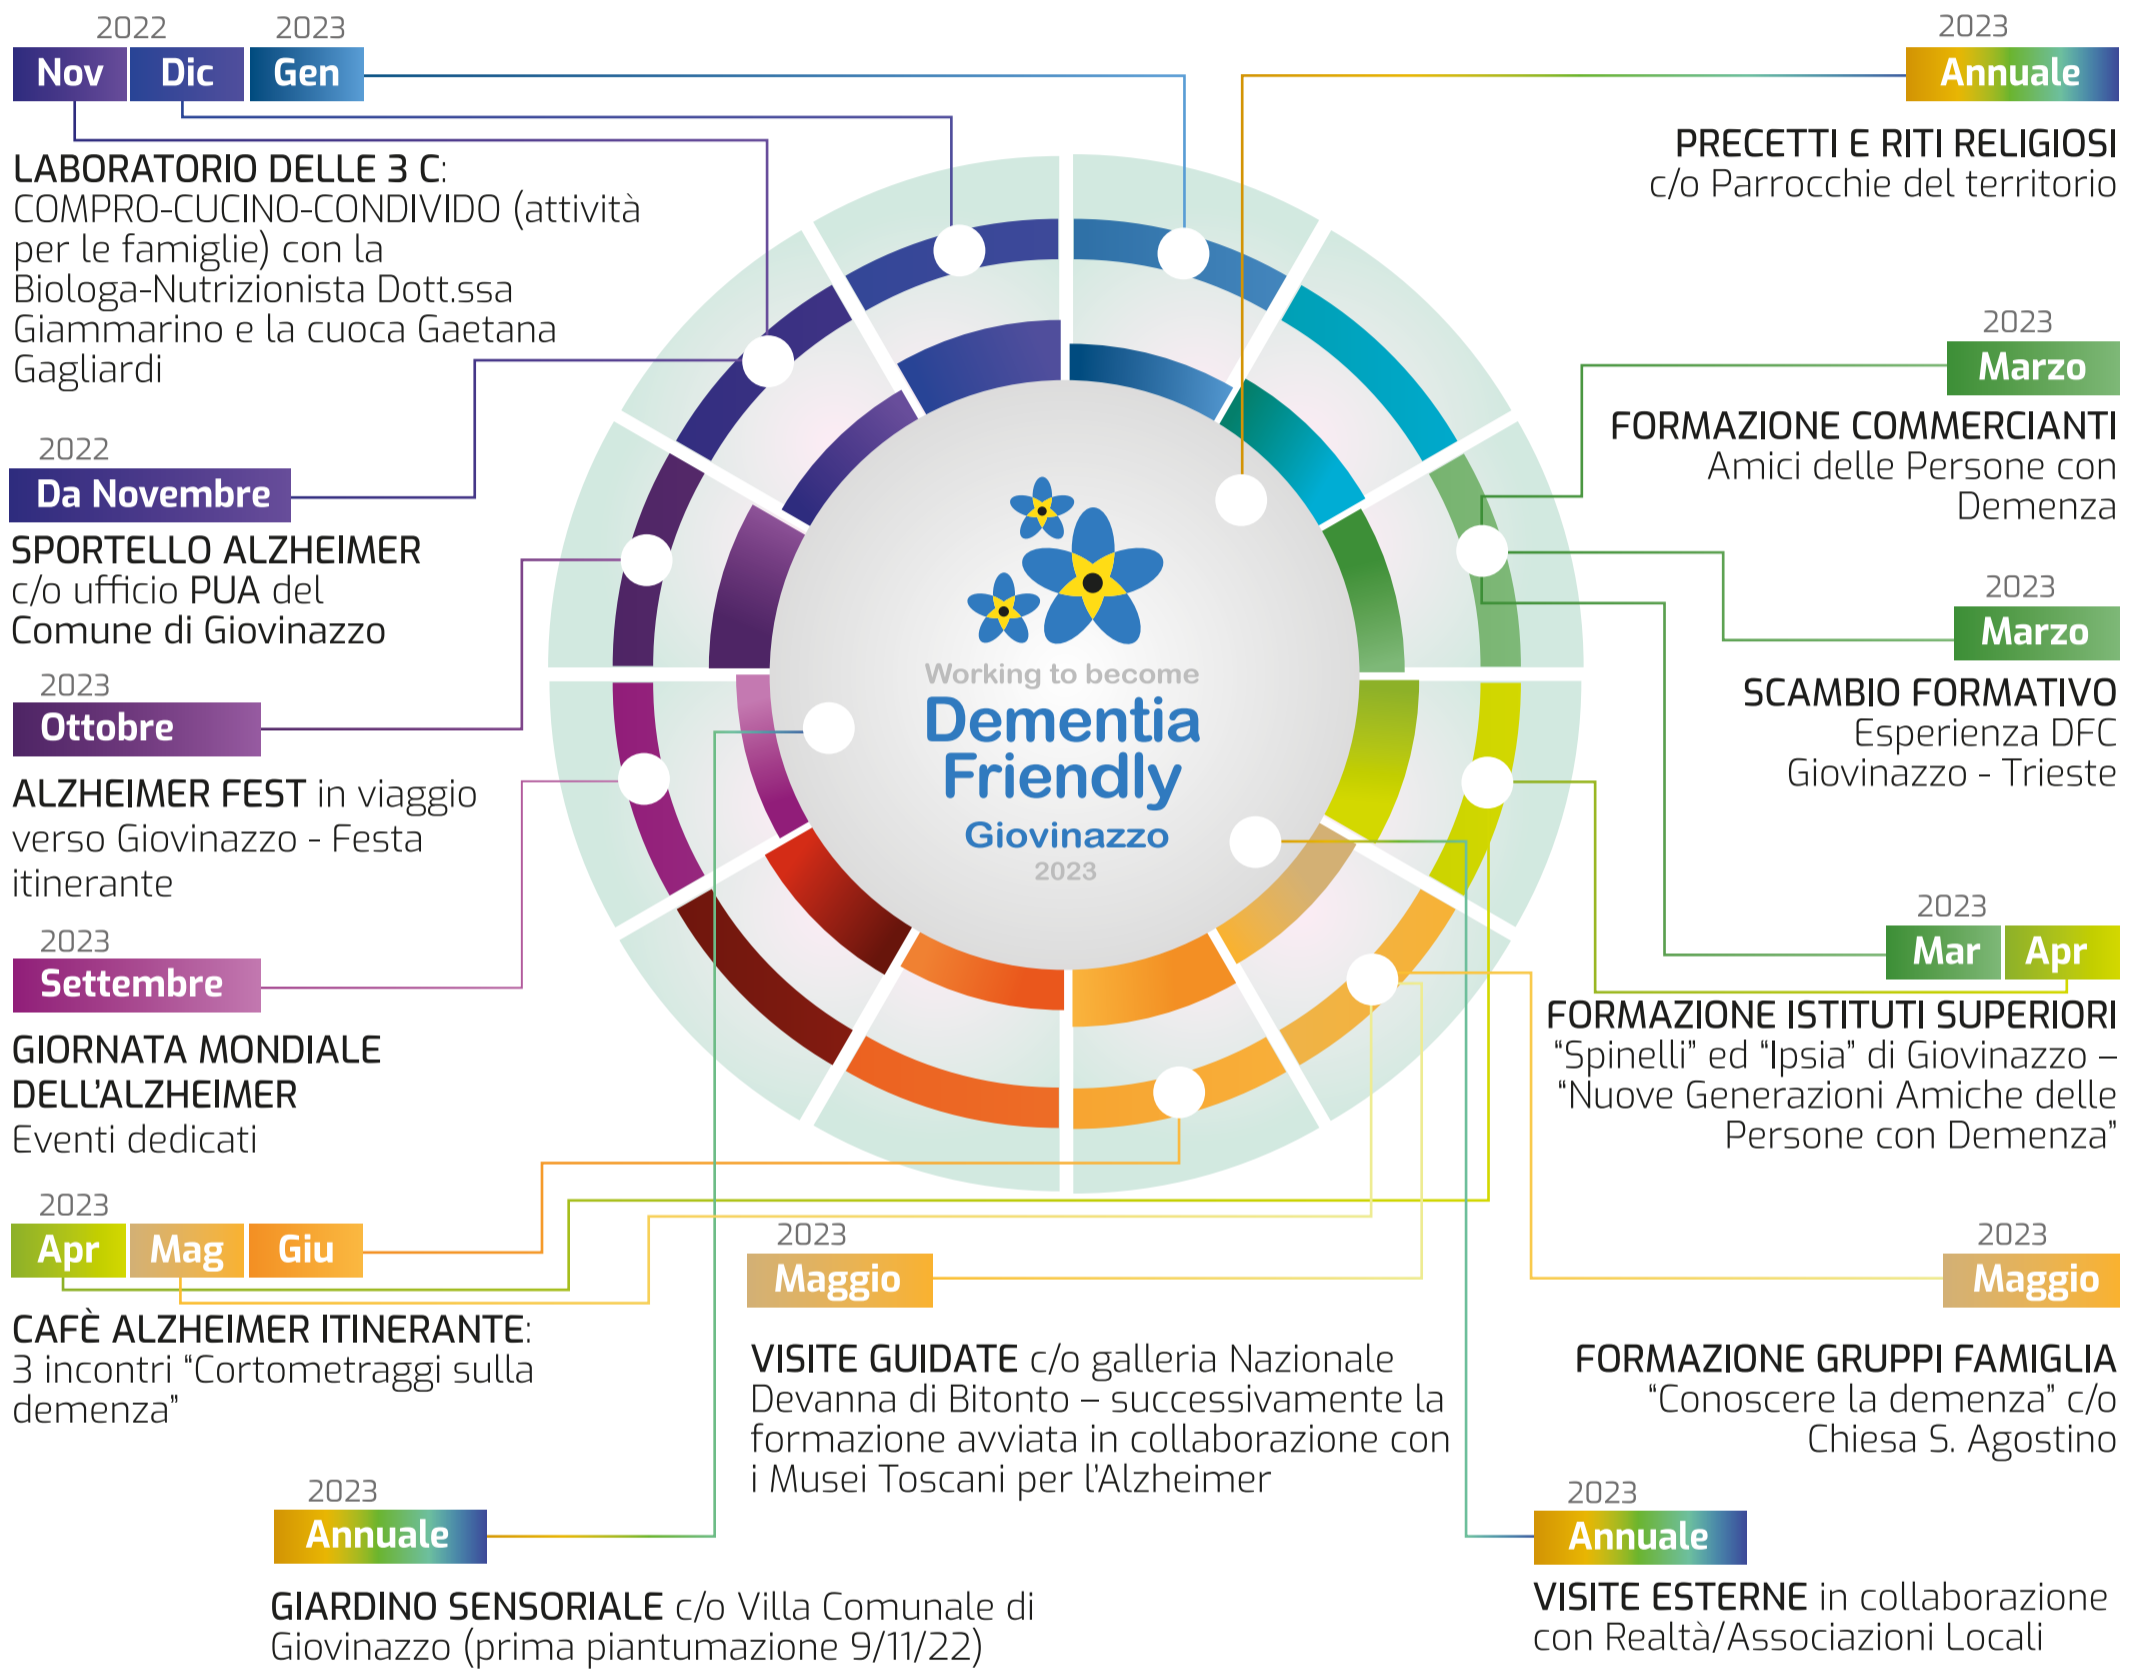 2022
2023
Nov
Dic
Gen
LABORATORIO DELLE 3 C:
COMPRO-CUCINO-CONDIVIDO (attività
per le famiglie) con la
Biologa-Nutrizionista Dott.ssa
Giammarino e la cuoca Gaetana
Gagliardi
2022
Da Novembre
SPORTELLO ALZHEIMER
c/o ufficio PUA del
Comune di Giovinazzo
2023
Ottobre
ALZHEIMER FEST in viaggio
verso Giovinazzo - Festa
itinerante
2023
Settembre
GIORNATA MONDIALE
DELL'ALZHEIMER
Eventi dedicati
2023
Apr
Mag
Giu
CAFÈ ALZHEIMER ITINERANTE:
3 incontri “Cortometraggi sulla
demenza”
2023
Annuale
GIARDINO SENSORIALE c/o Villa Comunale di
Giovinazzo (prima piantumazione 9/11/22)
Working to become
Dementia
Friendly
Giovinazzo
2023
2023
Maggio
VISITE GUIDATE c/o galleria Nazionale
Devanna di Bitonto – successivamente la
formazione avviata in collaborazione con
i Musei Toscani per l'Alzheimer
2023
Annuale
PRECETTI E RITI RELIGIOSI
c/o Parrocchie del territorio
2023
Marzo
FORMAZIONE COMMERCIANTI
Amici delle Persone con
Demenza
2023
Marzo
SCAMBIO FORMATIVO
Esperienza DFC
Giovinazzo - Trieste
2023
Mar
Apr
FORMAZIONE ISTITUTI SUPERIORI
“Spinelli” ed “Ipsia” di Giovinazzo –
“Nuove Generazioni Amiche delle
Persone con Demenza”
2023
Maggio
FORMAZIONE GRUPPI FAMIGLIA
“Conoscere la demenza” c/o
Chiesa S. Agostino
2023
Annuale
VISITE ESTERNE in collaborazione
con Realtà/Associazioni Locali